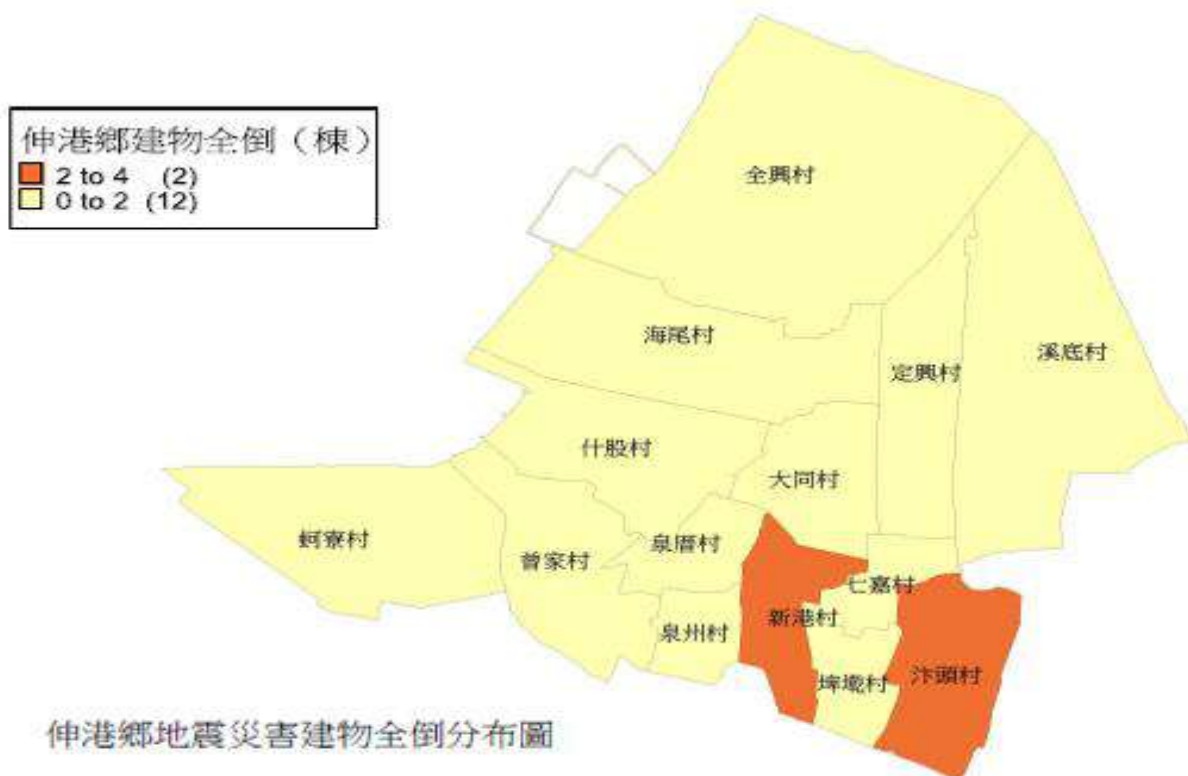 伸港鄉建物全倒（棟）
2 to 4 (2)
0 to 2 (12)
全興村
海尾村
定興村
溪底村
什股村
大同村
蚵寮村
曾家村
泉厝村
七嘉村
新港村
泉州村
埤墘村
汴頭村
伸港鄉地震災害建物全倒分布圖